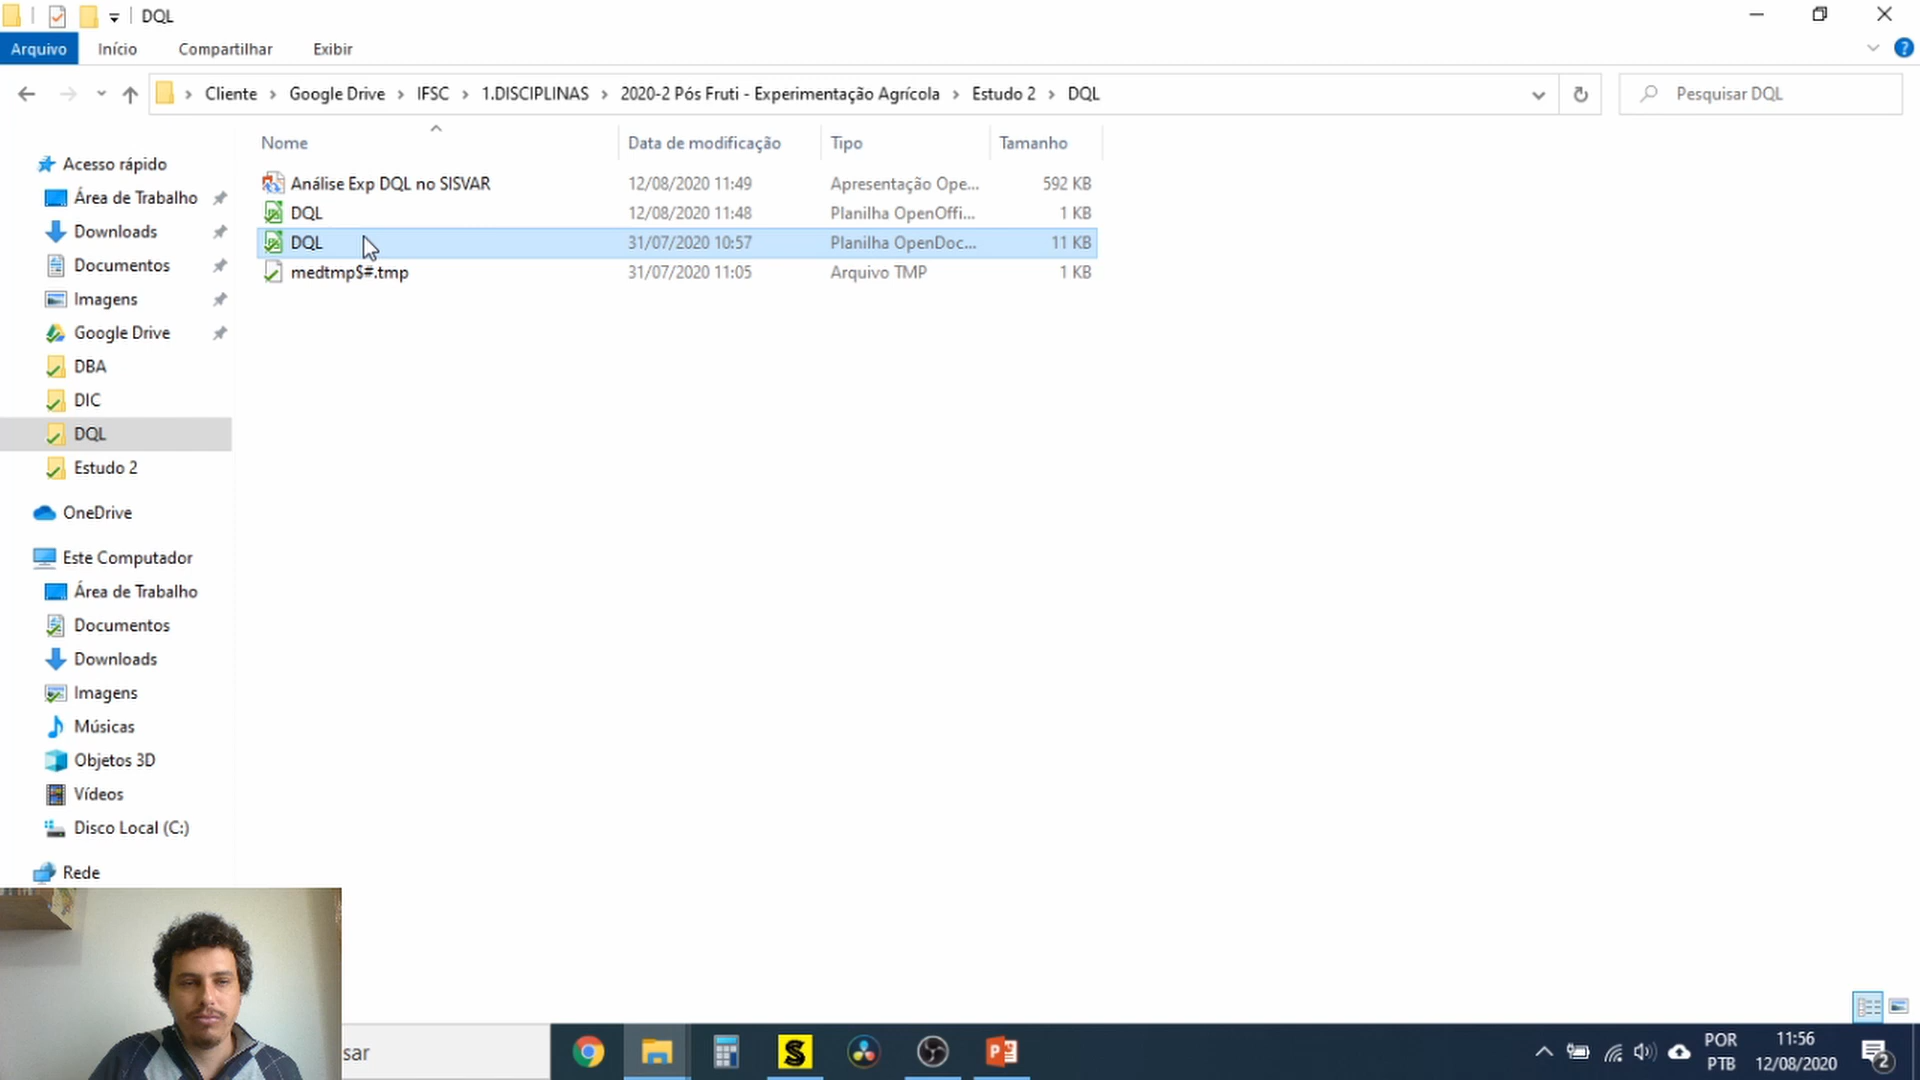 DQL
Arquivo Início Compartilhar Exibir
Cliente Google Drive IFSC 1.DISCIPLINAS 2020-2 Pós Fruti - Experimentação Agrícola Estudo 2 DQL Pesquisar DQL
Nome Data de modificação Tipo Tamanho
Análise Exp DQL no SISVAR 12/08/2020 11:49 Apresentação Ope... 592 KB
DQL 12/08/2020 11:48 Planilha OpenOffi... 1 KB
DQL 31/07/2020 10:57 Planilha OpenDoc... 11 KB
medtmp$#.tmp 31/07/2020 11:05 Arquivo TMP 1 KB
Acesso rápido
Área de Trabalho
Downloads
Documentos
Imagens
Google Drive
DBA
DIC
DQL
Estudo 2
OneDrive
Este Computador
Área de Trabalho
Documentos
Downloads
Imagens
Músicas
Objetos 3D
Vídeos
Disco Local (C:)
Rede
sar
POR 11:56
PTB 12/08/2020 2